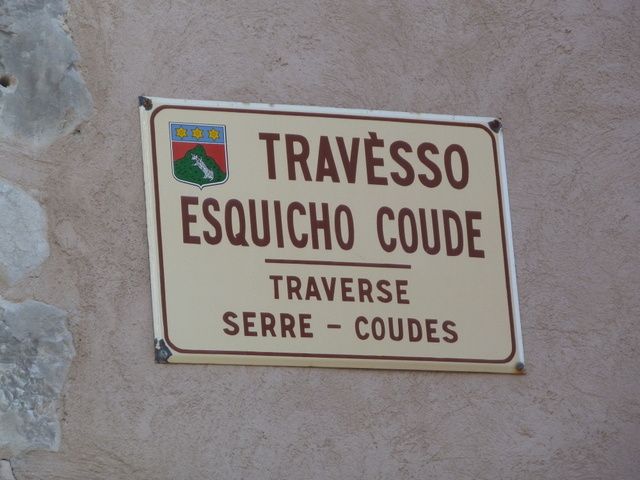 TRAVÈSSO
ESQUICHO COUDE
TRAVERSE
SERRE - COUDES